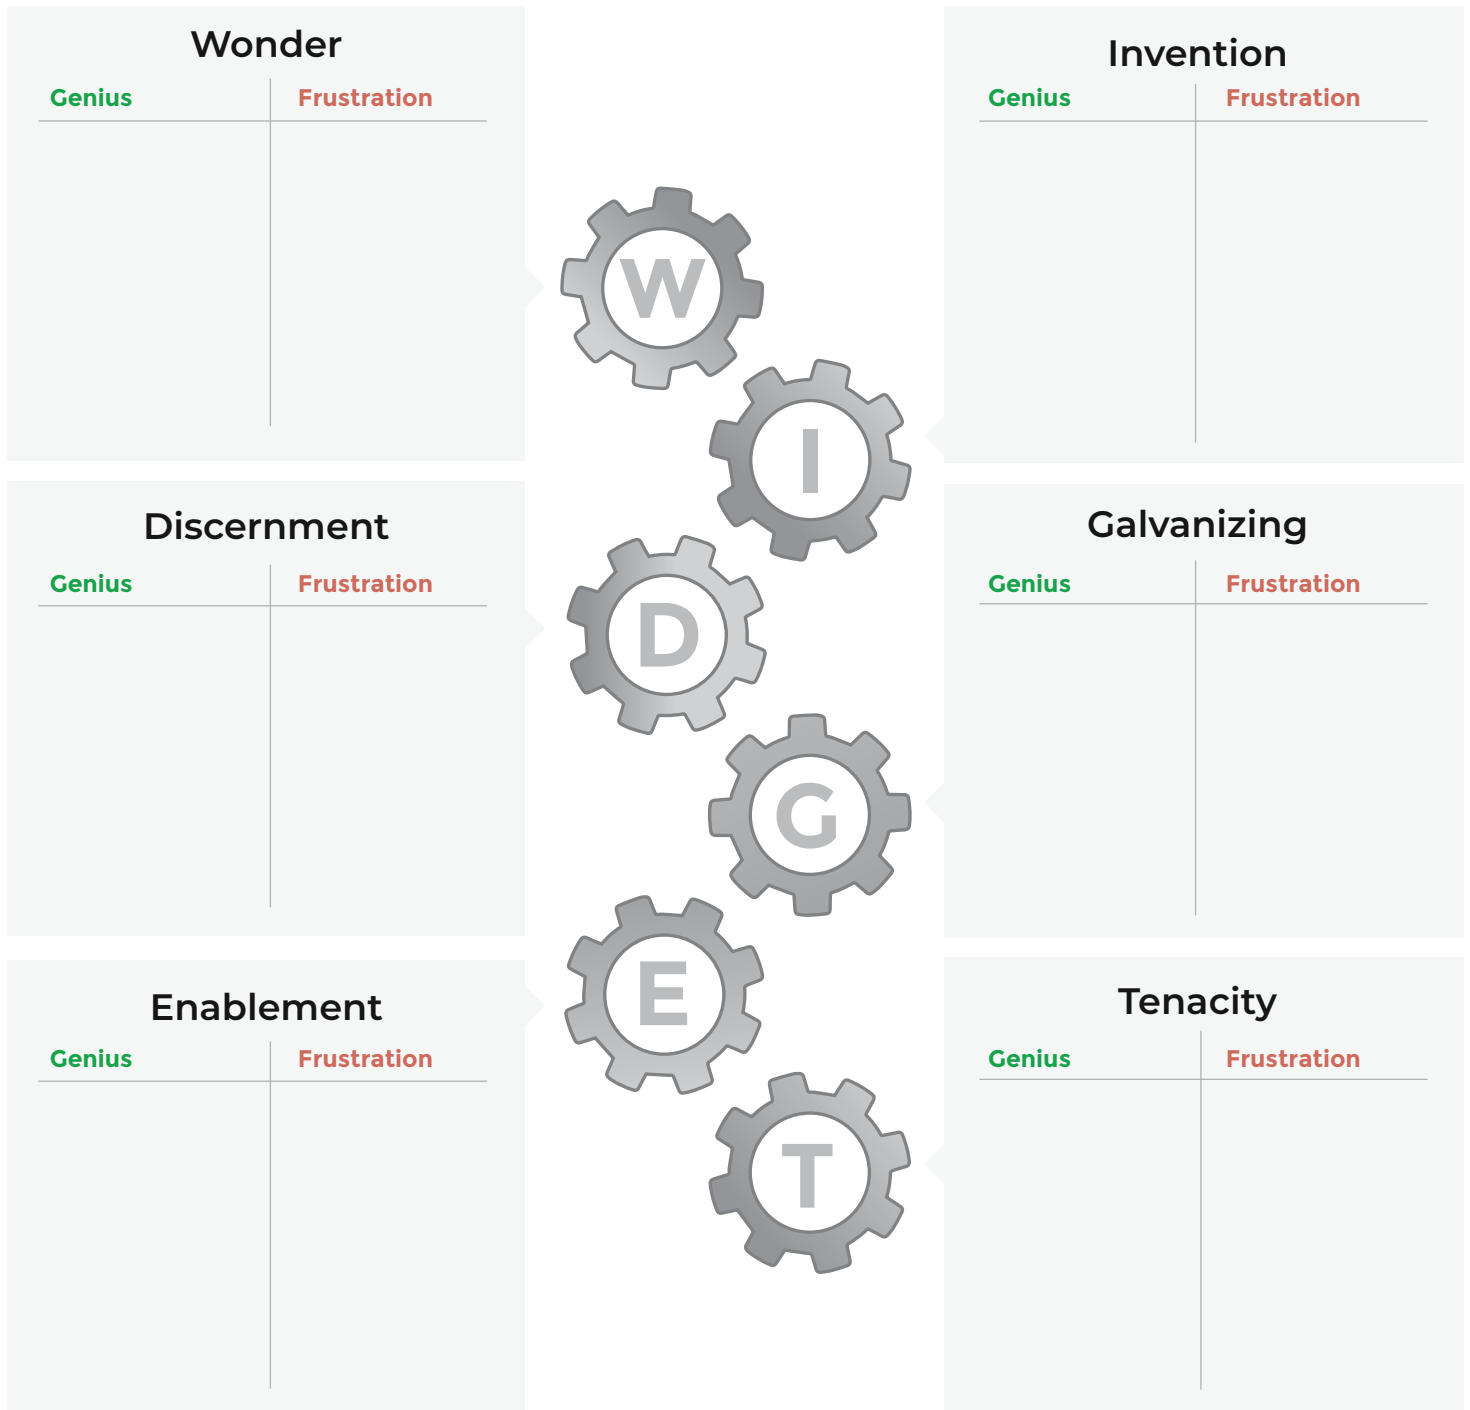 Wonder
Genius Frustration
Invention
Genius Frustration
W
I
Discernment
Genius Frustration
Galvanizing
Genius Frustration
D
G
Enablement
Genius Frustration
Tenacity
Genius Frustration
E
T